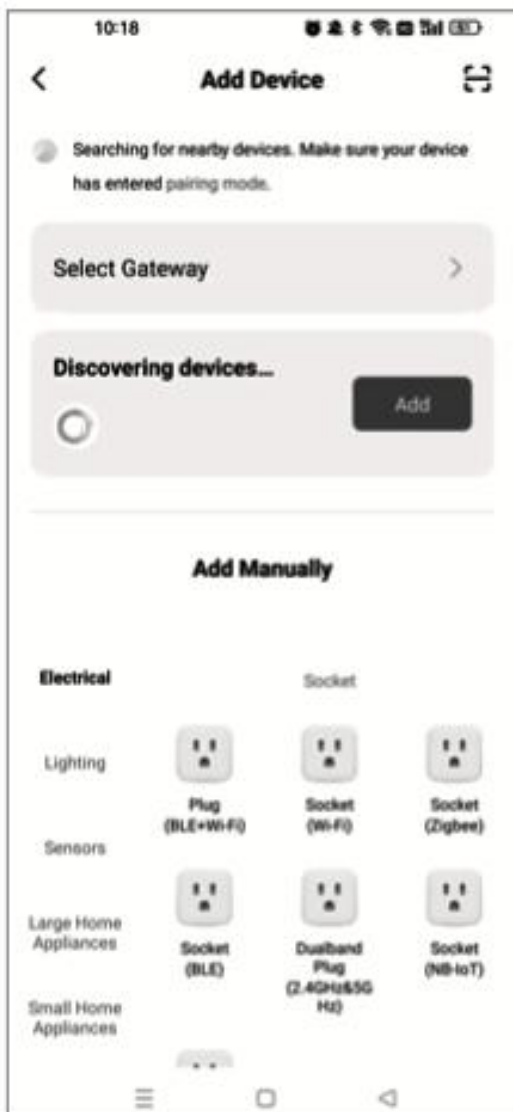 10:18
Add Device
Searching for nearby devices. Make sure your device
has entered pairing mode.
Select Gateway
Discovering devices...
Add
Add Manually
Electrical
Socket
Lighting
Plug
(BLE+Wi-Fi)
Socket
(Wi-Fi)
Socket
(Zigbee)
Sensors
Large Home
Appliances
Socket
(BLE)
Dualband
Plug
(2.4GHz&5G
Hz)
Socket
(NB-IoT)
Small Home
Appliances